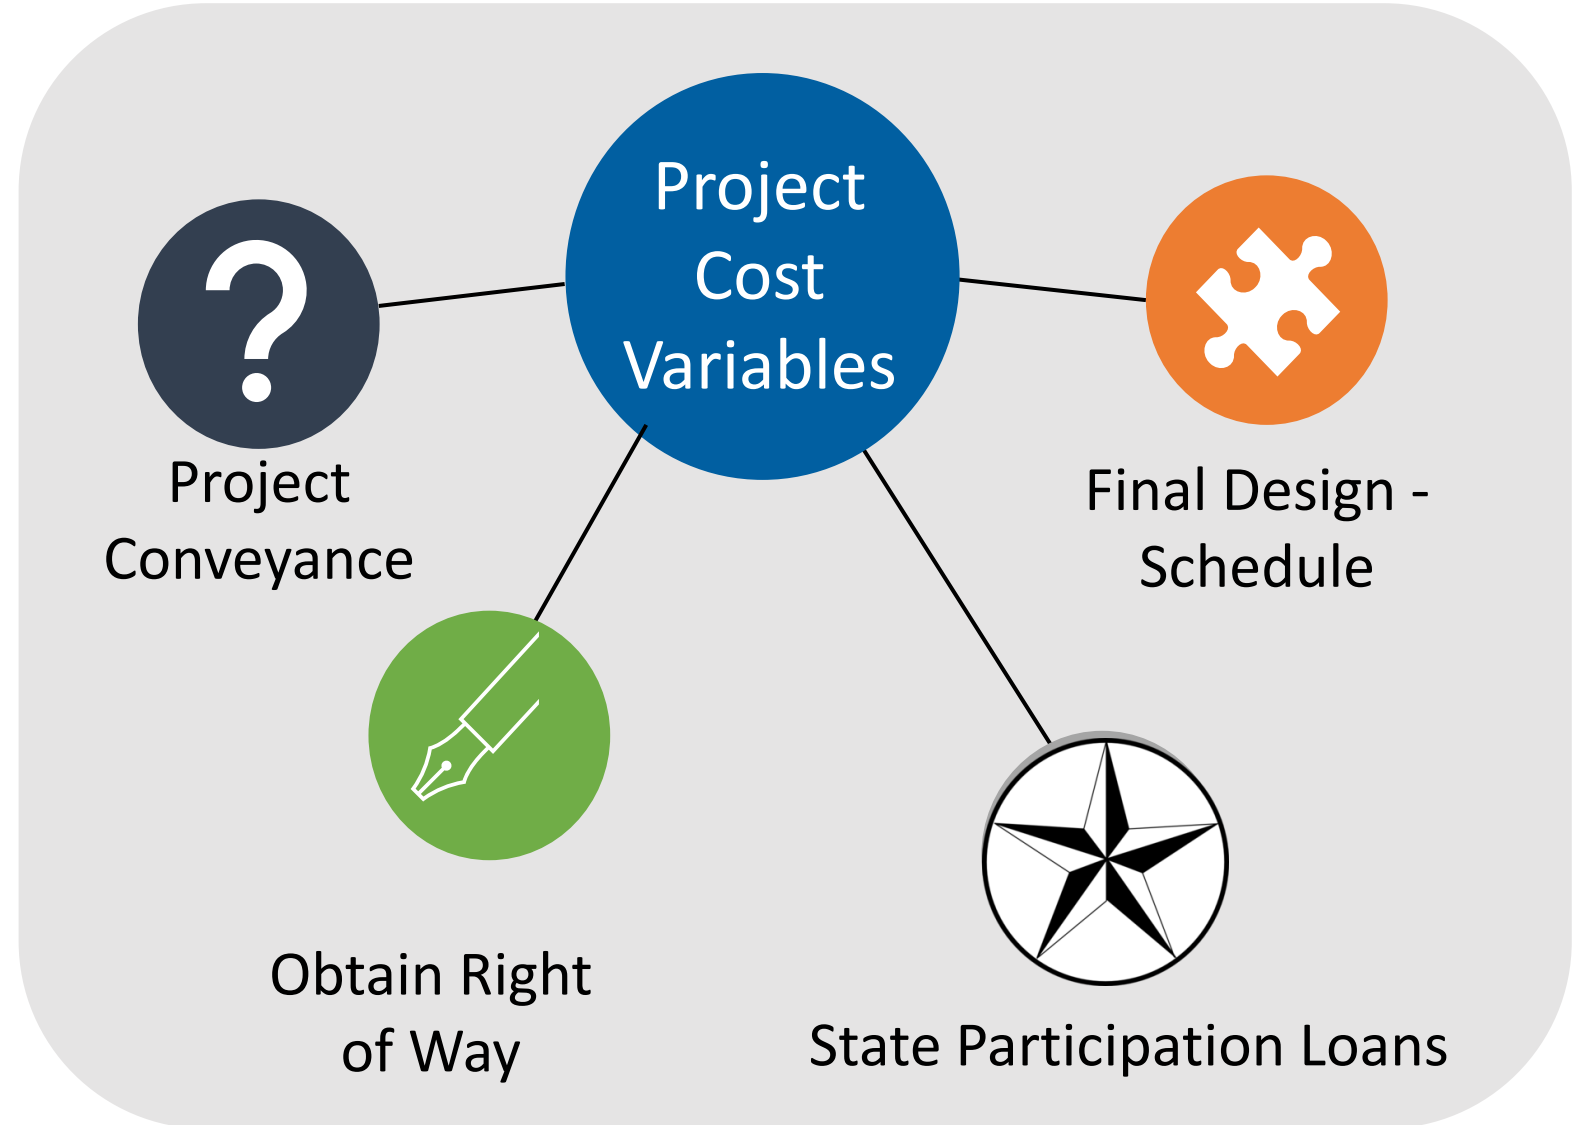 Project
Cost
Variables
Project
Conveyance
Final Design -
Schedule
Obtain Right
of Way
State Participation Loans